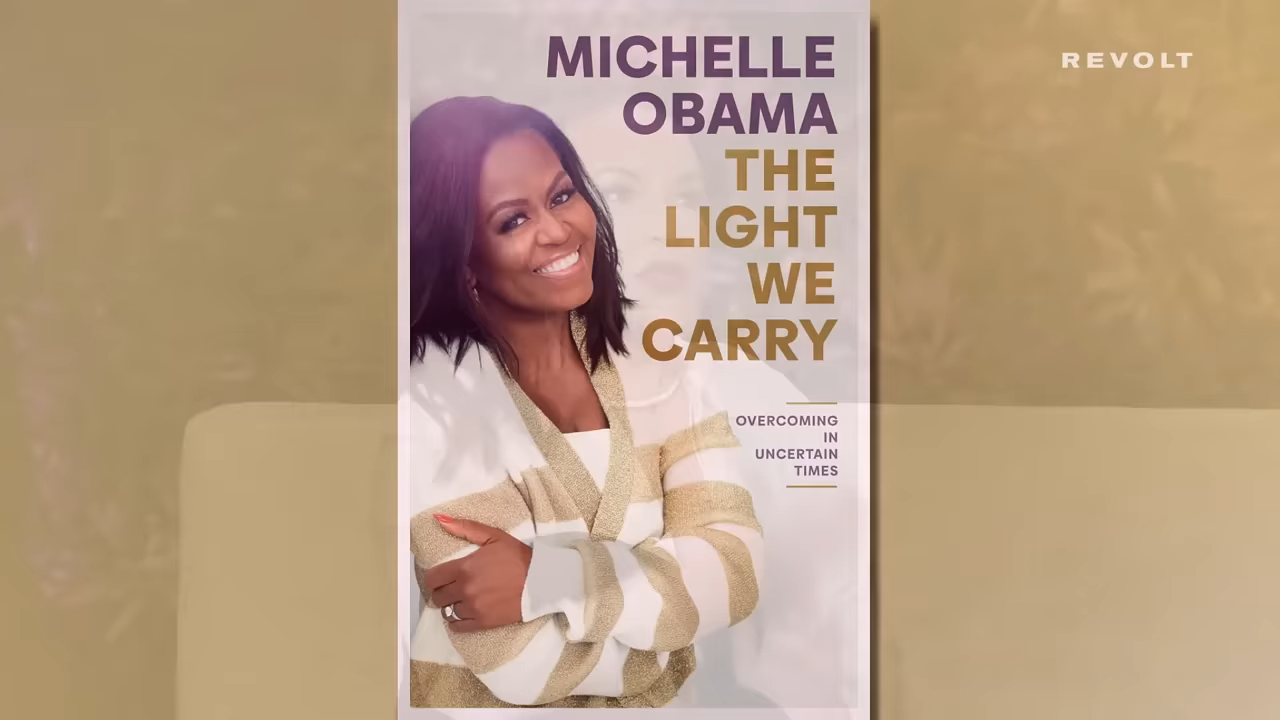 MICHELLE
OBAMA
THE
LIGHT
WE
CARRY
OVERCOMING
IN
UNCERTAIN
TIMES
REVOLT